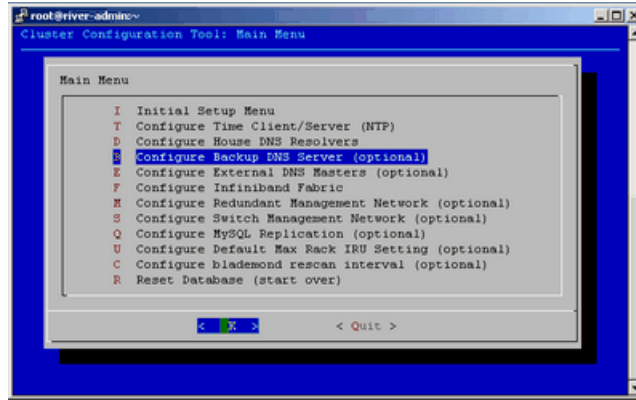 root@river-admin:~
Cluster Configuration Tool: Main Menu
Main Menu
I Initial Setup Menu
T Configure Time Client/Server (NTP)
D Configure House DNS Resolvers
B Configure Backup DNS Server (optional)
E Configure External DNS Masters (optional)
F Configure Infiniband Fabric
M Configure Redundant Management Network (optional)
S Configure Switch Management Network (optional)
Q Configure MySQL Replication (optional)
U Configure Default Max Rack IRU Setting (optional)
C Configure blademond rescan interval (optional)
R Reset Database (start over)
< K > < Quit >